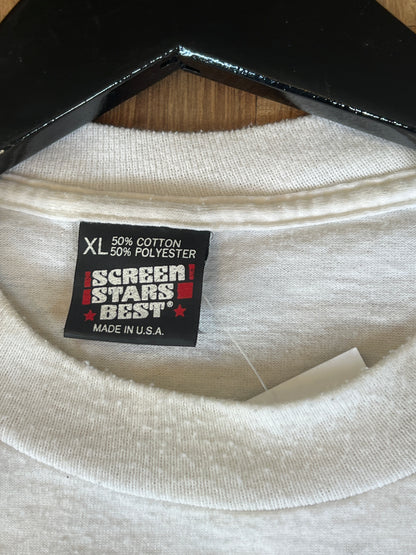 XL 50% COTTON
50% POLYESTER
SCREEN
STARS
BEST®
MADE IN U.S.A.